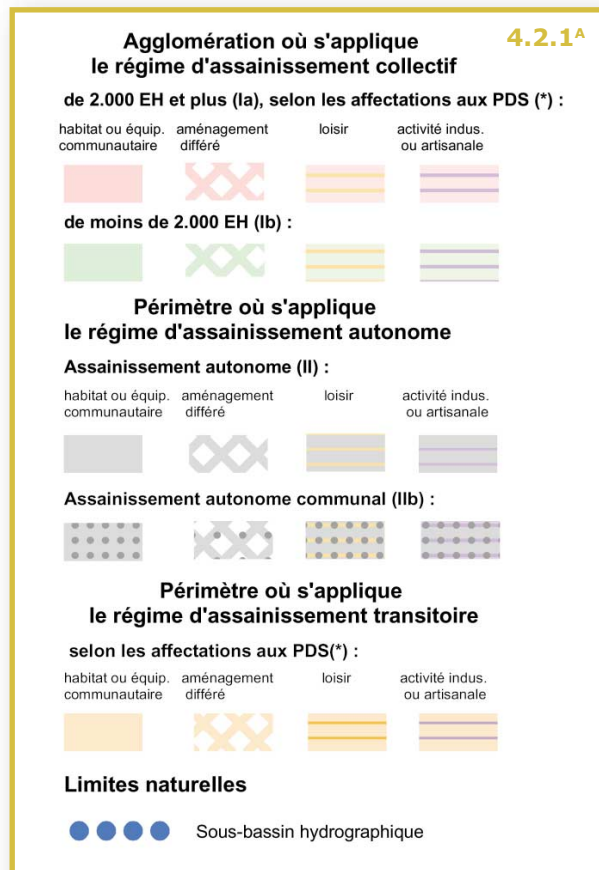 4.2.1ᴬ
Agglomération où s'applique
le régime d'assainissement collectif
de 2.000 EH et plus (Ia), selon les affectations aux PDS (*) :
habitat ou équip. aménagement loisir activité indus.
communautaire différé ou artisanale
de moins de 2.000 EH (Ib) :
Périmètre où s'applique
le régime d'assainissement autonome
Assainissement autonome (II) :
habitat ou équip. aménagement loisir activité indus.
communautaire différé ou artisanale
Assainissement autonome communal (IIb) :
Périmètre où s'applique
le régime d'assainissement transitoire
selon les affectations aux PDS(*) :
habitat ou équip. aménagement loisir activité indus.
communautaire différé ou artisanale
Limites naturelles
Sous-bassin hydrographique